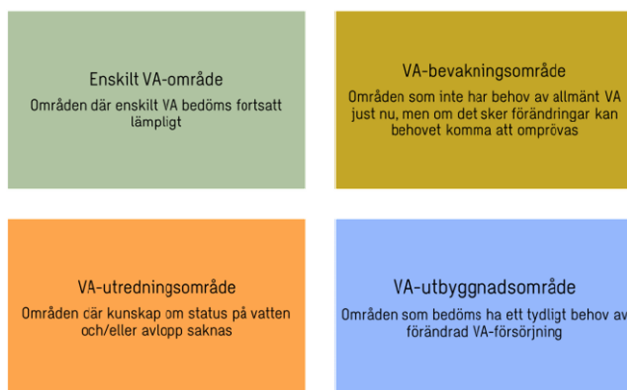 Enskilt VA-område
Områden där enskilt VA bedöms fortsatt
lämpligt
VA-bevakningsområde
Områden som inte har behov av allmänt VA
just nu, men om det sker förändringar kan
behovet komma att omprövas
VA-utredningsområde
Områden där kunskap om status på vatten
och/eller avlopp saknas
VA-utbyggnadsområde
Områden som bedöms ha ett tydligt behov av
förändrad VA-försörjning